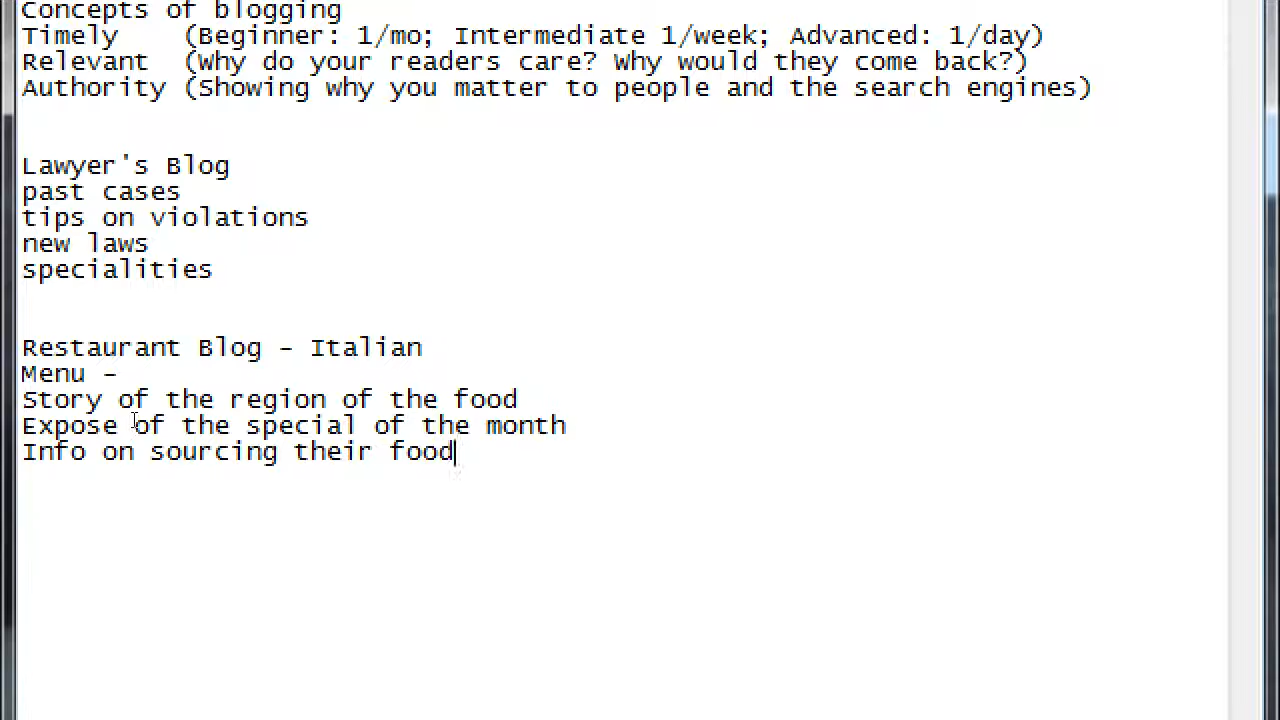 Concepts of blogging
Timely (Beginner: 1/mo; Intermediate 1/week; Advanced: 1/day)
Relevant (Why do your readers care? Why would they come back?)
Authority (Showing why you matter to people and the search engines)
Lawyer's Blog
past cases
tips on violations
new laws
specialities
Restaurant Blog - Italian
Menu -
Story of the region of the food
Expose of the special of the month
Info on sourcing their food